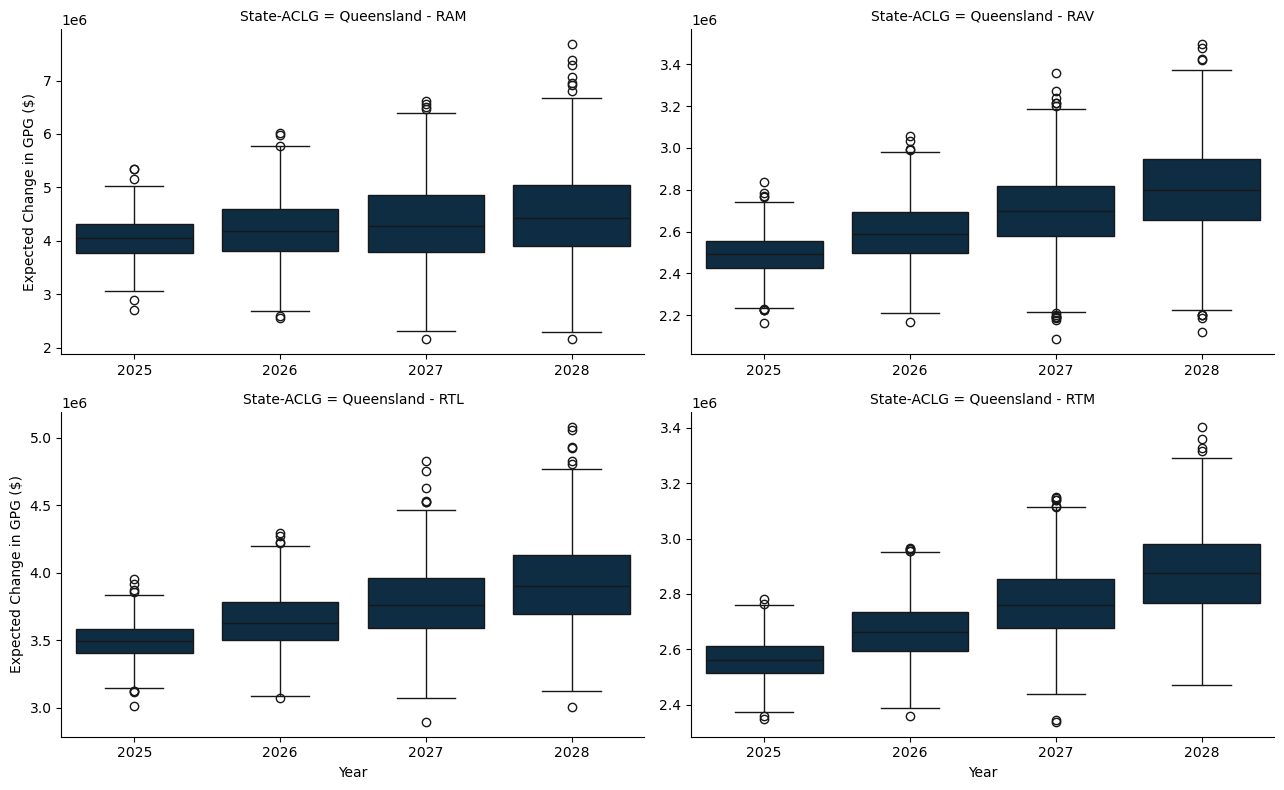 State-ACLG = Queensland - RAM
1e6
Expected Change in GPG ($)
7
6
5
4
3
2
2025 2026 2027 2028
State-ACLG = Queensland - RAV
1e6
3.4
3.2
3.0
2.8
2.6
2.4
2.2
2025 2026 2027 2028
State-ACLG = Queensland - RTL
1e6
Expected Change in GPG ($)
5.0
4.5
4.0
3.5
3.0
2025 2026 2027 2028
Year
State-ACLG = Queensland - RTM
1e6
3.4
3.2
3.0
2.8
2.6
2.4
2025 2026 2027 2028
Year